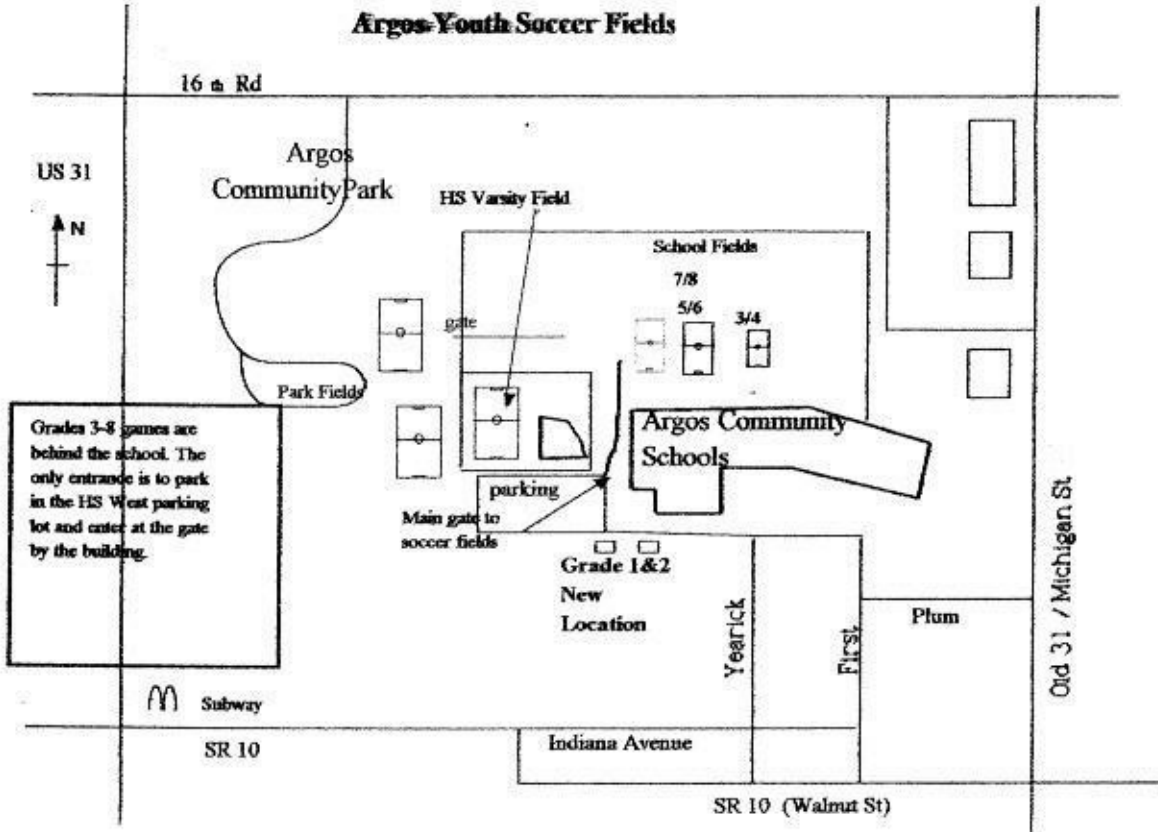 Argos Youth Soccer Fields
16 th Rd
US 31
N
Argos
Community Park
HS Varsity Field
School Fields
7/8
5/6
3/4
gate
Park Fields
Grades 3-8 games are
behind the school. The
only entrance is to park
in the HS West parking
lot and enter at the gate
by the building.
Argos Community
Schools
parking
Main gate to
soccer fields
Grade 1&2
New
Location
Yearick
First
Plum
Old 31 / Michigan St
Subway
SR 10
Indiana Avenue
SR 10 (Walnut St)